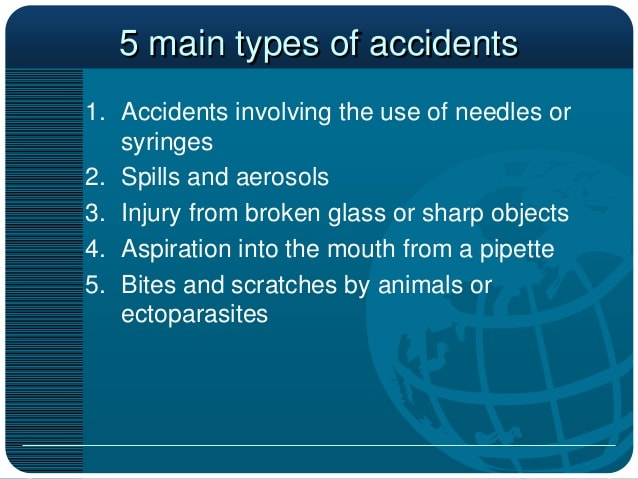 5 main types of accidents
1. Accidents involving the use of needles or
syringes
2. Spills and aerosols
3. Injury from broken glass or sharp objects
4. Aspiration into the mouth from a pipette
5. Bites and scratches by animals or
ectoparasites